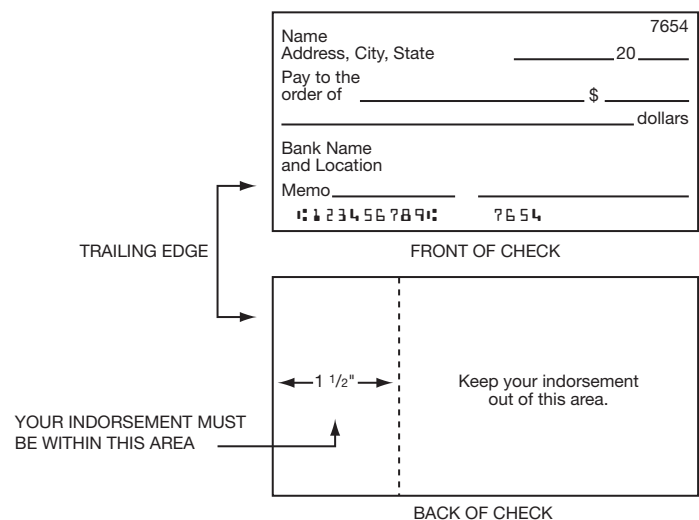 7654
Name
Address, City, State 20
Pay to the
order of $
dollars
Bank Name
and Location
Memo
⑆123456789⑆ 7654
TRAILING EDGE
FRONT OF CHECK
1 1/2"
Keep your indorsement
out of this area.
YOUR INDORSEMENT MUST
BE WITHIN THIS AREA
BACK OF CHECK